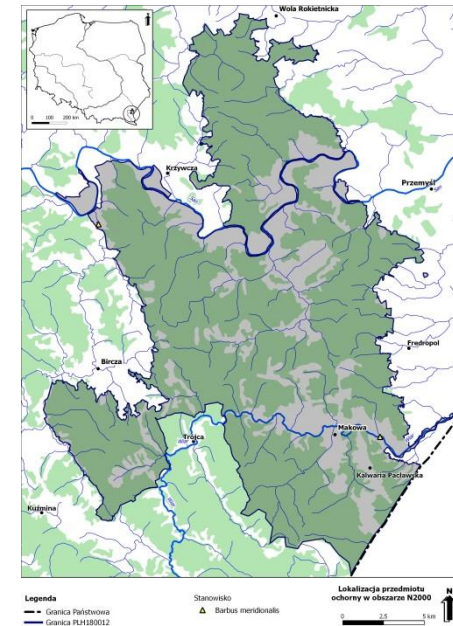 Wola Rokietnicka
0 100 200 km
Krzywcza
Przemyśl
Fredropol
Bircza
Trójca
Makowa
Kalwaria Pacławska
Kuźmina
Legenda
Granica Państwowa
Granica PLH180012
Stanowisko
Barbus meridionalis
Lokalizacja przedmiotu
ochorny w obszarze N2000
0 2.5 5 km
N